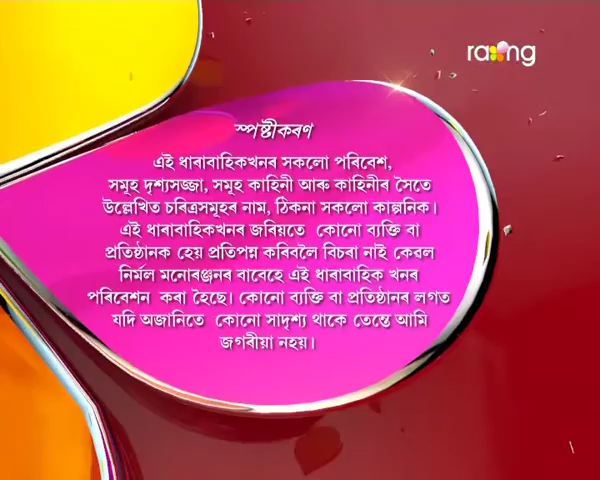 rang
স্পষ্টীকৰণ
এই ধাৰাবাহিকখনৰ সকলো পৰিবেশ,
সমূহ দৃশ্যসজ্জা, সমূহ কাহিনী আৰু কাহিনীৰ সৈতে
উল্লেখিত চৰিত্ৰসমূহৰ নাম, ঠিকনা সকলো কাল্পনিক।
এই ধাৰাবাহিকখনৰ জৰিয়তে কোনো ব্যক্তি বা
প্ৰতিষ্ঠানক হেয় প্ৰতিপন্ন কৰিবলৈ বিচৰা নাই কেৱল
নিৰ্মল মনোৰঞ্জনৰ বাবেহে এই ধাৰাবাহিক খনৰ
পৰিবেশন কৰা হৈছে। কোনো ব্যক্তি বা প্ৰতিষ্ঠানৰ লগত
যদি অজানিতে কোনো সাদৃশ্য থাকে তেন্তে আমি
জগৰীয়া নহয়।